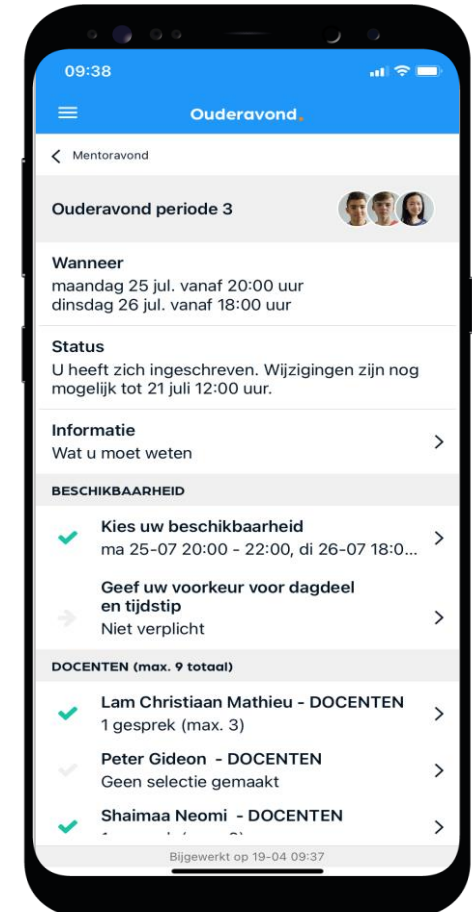 09:38
Ouderavond.
Mentoravond
Ouderavond periode 3
Wanneer
maandag 25 jul. vanaf 20:00 uur
dinsdag 26 jul. vanaf 18:00 uur
Status
U heeft zich ingeschreven. Wijzigingen zijn nog
mogelijk tot 21 juli 12:00 uur.
Informatie
Wat u moet weten
BESCHIKBAARHEID
Kies uw beschikbaarheid
ma 25-07 20:00 - 22:00, di 26-07 18:0...
Geef uw voorkeur voor dagdeel
en tijdstip
Niet verplicht
DOCENTEN (max. 9 totaal)
Lam Christiaan Mathieu - DOCENTEN
1 gesprek (max. 3)
Peter Gideon - DOCENTEN
Geen selectie gemaakt
Shaimaa Neomi - DOCENTEN
Bijgewerkt op 19-04 09:37